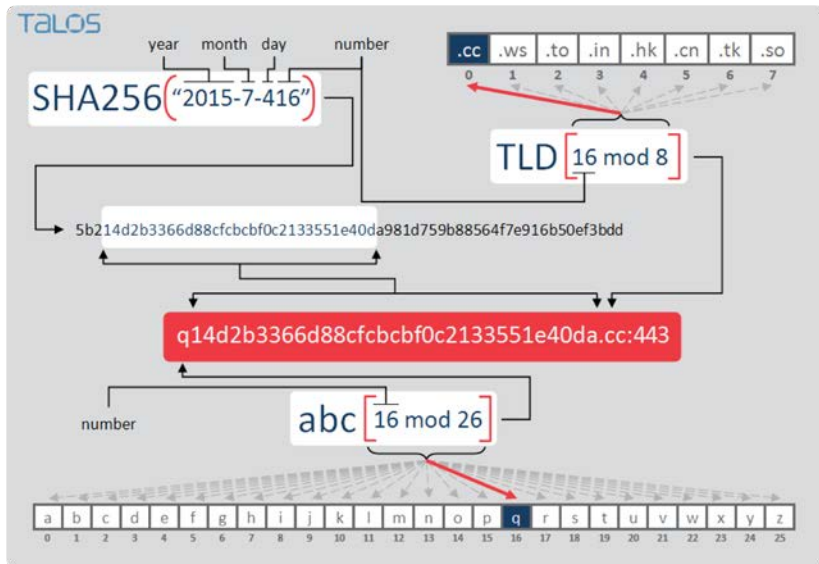 TALOS
year month day number
.cc .ws .to .in .hk .cn .tk .so
0 1 2 3 4 5 6 7
SHA256("2015-7-416")
TLD [16 mod 8]
5b214d2b3366d88cfcbcbf0c2133551e40da981d759b88564f7e916b50ef3bdd
q14d2b3366d88cfcbcbf0c2133551e40da.cc:443
number
abc [16 mod 26]
a b c d e f g h i j k l m n o p q r s t u v w x y z
0 1 2 3 4 5 6 7 8 9 10 11 12 13 14 15 16 17 18 19 20 21 22 23 24 25